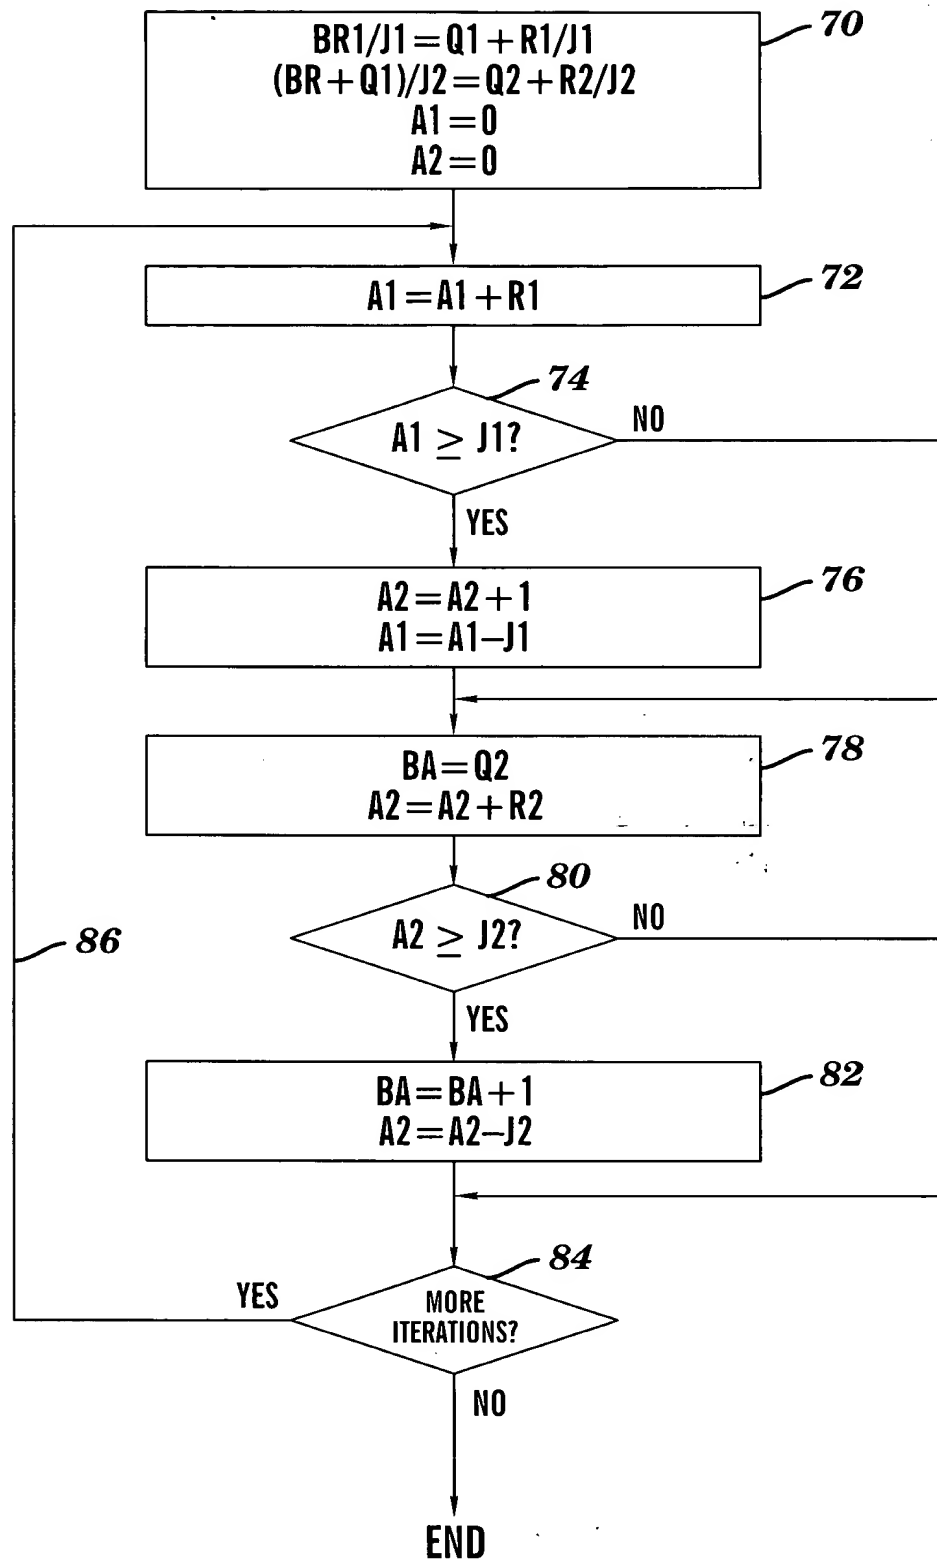 BR1/J1=Q1+R1/J1
(BR+Q1)/J2=Q2+R2/J2
A1=0
A2=0
70
A1=A1+R1
72
74
A1 ≥ J1?
NO
YES
A2=A2+1
A1=A1–J1
76
BA=Q2
A2=A2+R2
78
80
A2 ≥ J2?
NO
86
YES
BA=BA+1
A2=A2–J2
82
84
YES
MORE
ITERATIONS?
NO
END